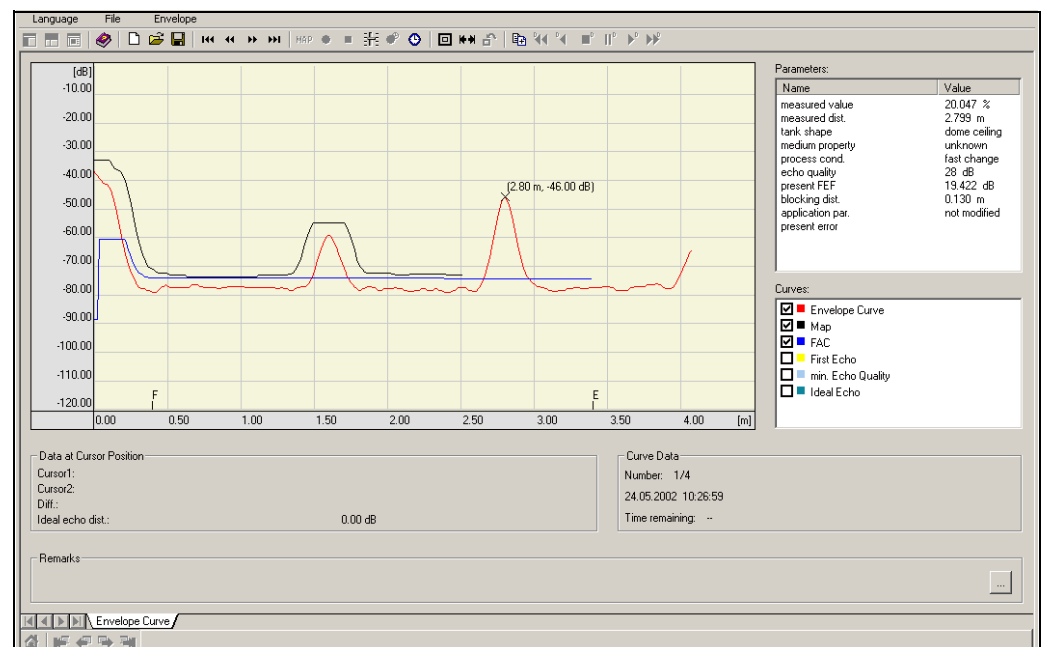 Language File Envelope
MAP
[dB]
-10.00
-20.00
-30.00
-40.00
-50.00
-60.00
-70.00
-80.00
-90.00
-100.00
-110.00
-120.00
(2.80 m, -46.00 dB)
F
E
0.00 0.50 1.00 1.50 2.00 2.50 3.00 3.50 4.00 [m]
Parameters:
Name Value
measured value 20.047 %
measured dist. 2.799 m
tank shape dome ceiling
medium property unknown
process cond. fast change
echo quality 28 dB
present FEF 19.422 dB
blocking dist. 0.130 m
application par. not modified
present error
Curves:
Envelope Curve
Map
FAC
First Echo
min. Echo Quality
Ideal Echo
Data at Cursor Position
Cursor1:
Cursor2:
Diff.:
Ideal echo dist.: 0.00 dB
Curve Data
Number: 1/4
24.05.2002 10:26:59
Time remaining: --
Remarks
...
Envelope Curve